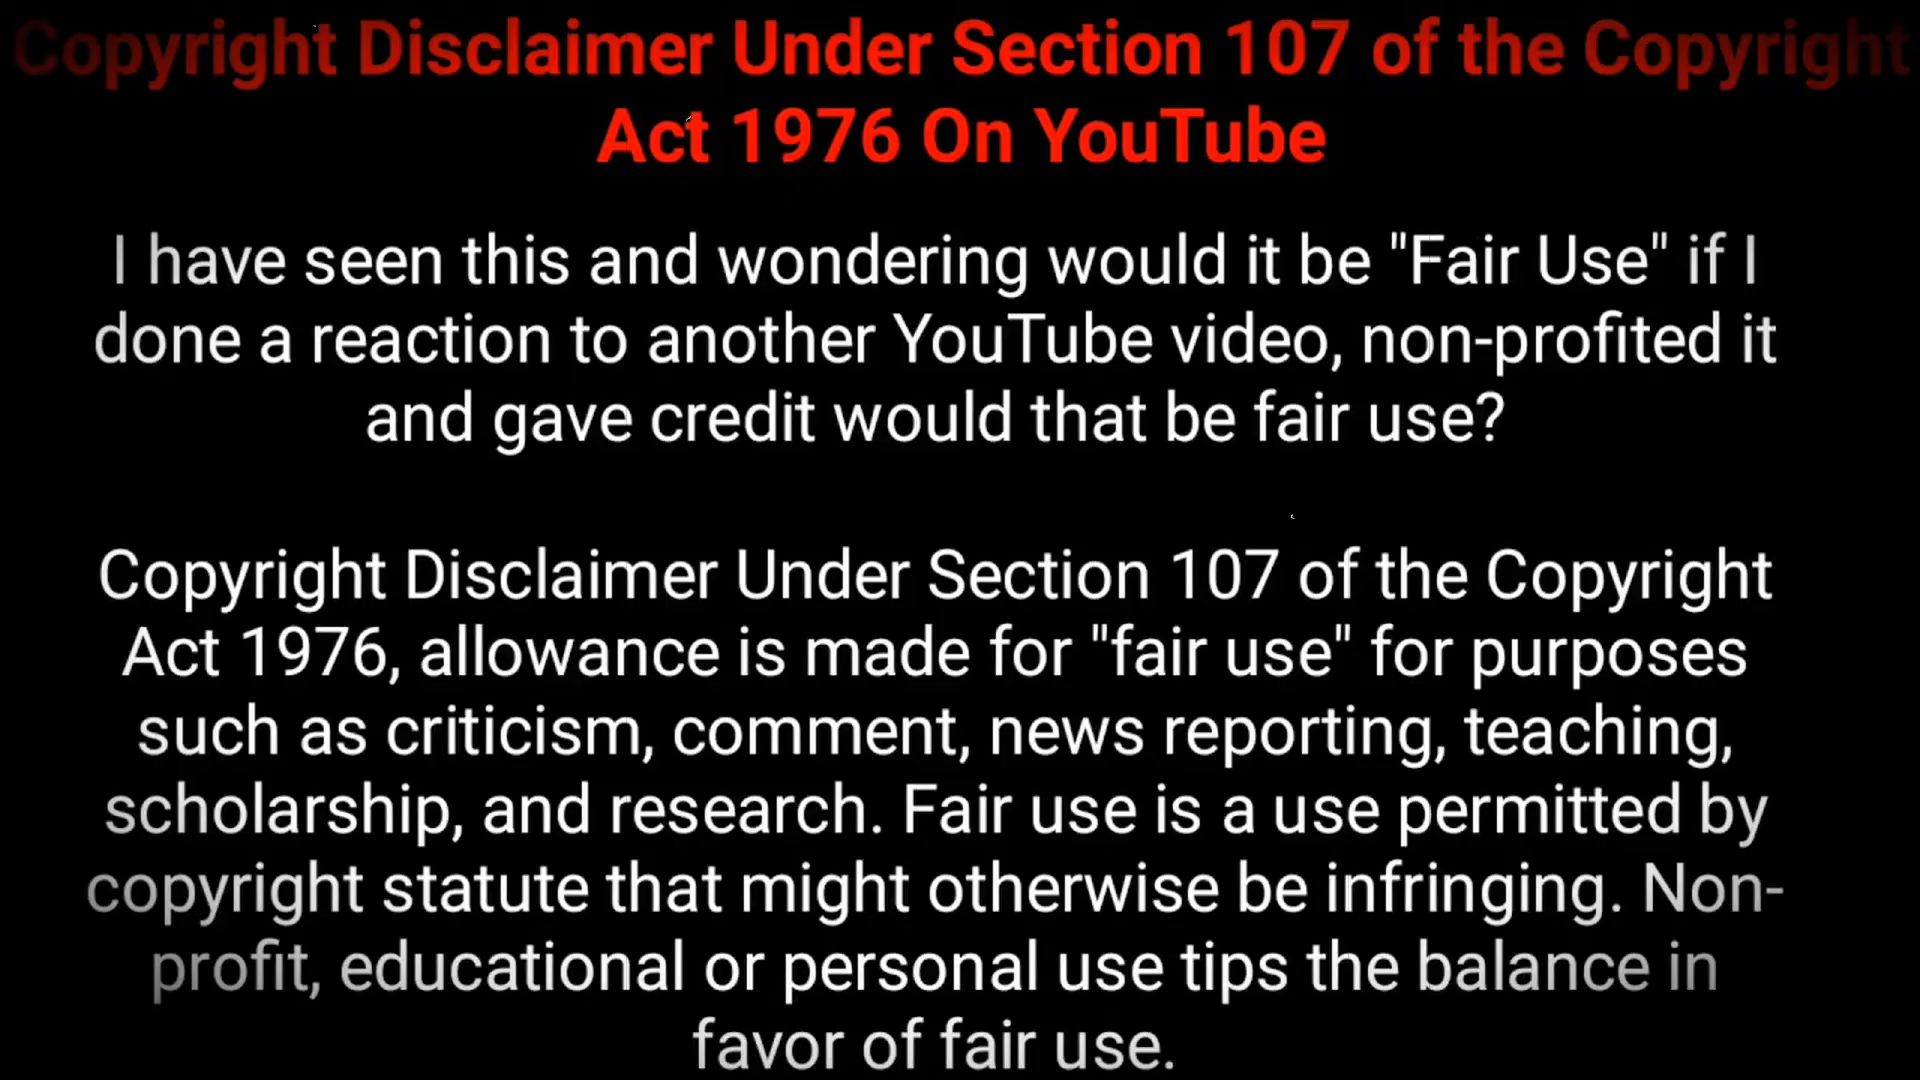 Copyright Disclaimer Under Section 107 of the Copyright
Act 1976 On YouTube
I have seen this and wondering would it be "Fair Use" if I
done a reaction to another YouTube video, non-profited it
and gave credit would that be fair use?
Copyright Disclaimer Under Section 107 of the Copyright
Act 1976, allowance is made for "fair use" for purposes
such as criticism, comment, news reporting, teaching,
scholarship, and research. Fair use is a use permitted by
copyright statute that might otherwise be infringing. Non-
profit, educational or personal use tips the balance in
favor of fair use.